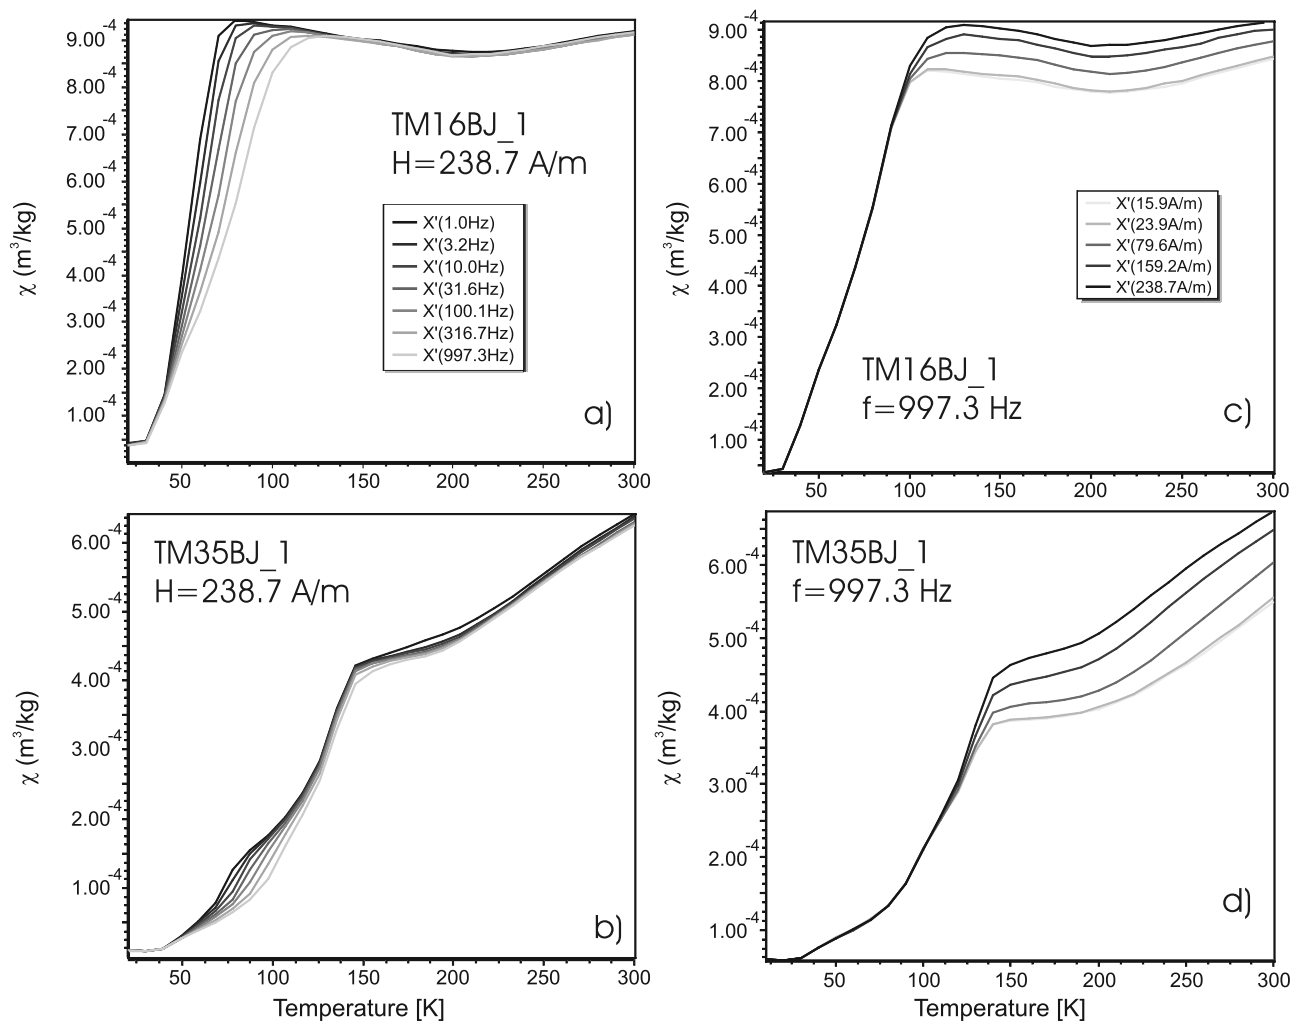 χ (m³/kg)
9.00⁻⁴
8.00⁻⁴
7.00⁻⁴
6.00⁻⁴
5.00⁻⁴
4.00⁻⁴
3.00⁻⁴
2.00⁻⁴
1.00⁻⁴
TM16BJ_1
H=238.7 A/m
X'(1.0Hz)
X'(3.2Hz)
X'(10.0Hz)
X'(31.6Hz)
X'(100.1Hz)
X'(316.7Hz)
X'(997.3Hz)
a)
50 100 150 200 250 300
χ (m³/kg)
9.00⁻⁴
8.00⁻⁴
7.00⁻⁴
6.00⁻⁴
5.00⁻⁴
4.00⁻⁴
3.00⁻⁴
2.00⁻⁴
1.00⁻⁴
X'(15.9A/m)
X'(23.9A/m)
X'(79.6A/m)
X'(159.2A/m)
X'(238.7A/m)
TM16BJ_1
f=997.3 Hz
c)
50 100 150 200 250 300
χ (m³/kg)
6.00⁻⁴
5.00⁻⁴
4.00⁻⁴
3.00⁻⁴
2.00⁻⁴
1.00⁻⁴
TM35BJ_1
H=238.7 A/m
b)
50 100 150 200 250 300
Temperature [K]
χ (m³/kg)
6.00⁻⁴
5.00⁻⁴
4.00⁻⁴
3.00⁻⁴
2.00⁻⁴
1.00⁻⁴
TM35BJ_1
f=997.3 Hz
d)
50 100 150 200 250 300
Temperature [K]